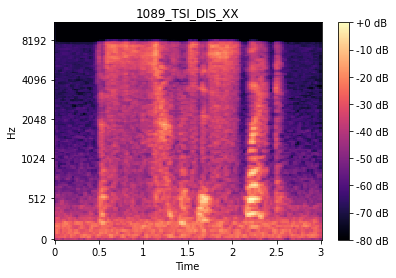 1089_TSI_DIS_XX
Hz
8192
4096
2048
1024
512
0
0
0.5
1
1.5
2
2.5
3
Time
+0 dB
-10 dB
-20 dB
-30 dB
-40 dB
-50 dB
-60 dB
-70 dB
-80 dB